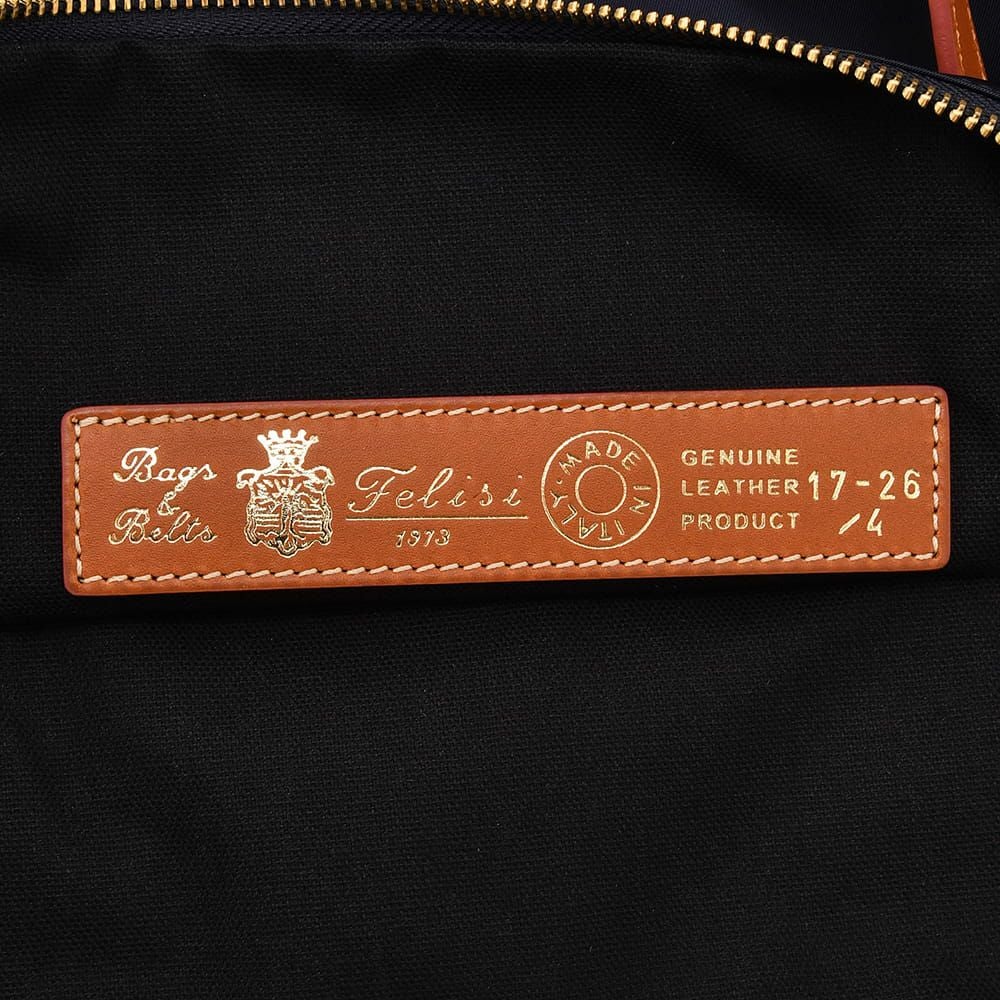 Bags
&
Belts
Felisi
1973
·MADE IN ITALY
GENUINE
LEATHER
PRODUCT
17-26
/4